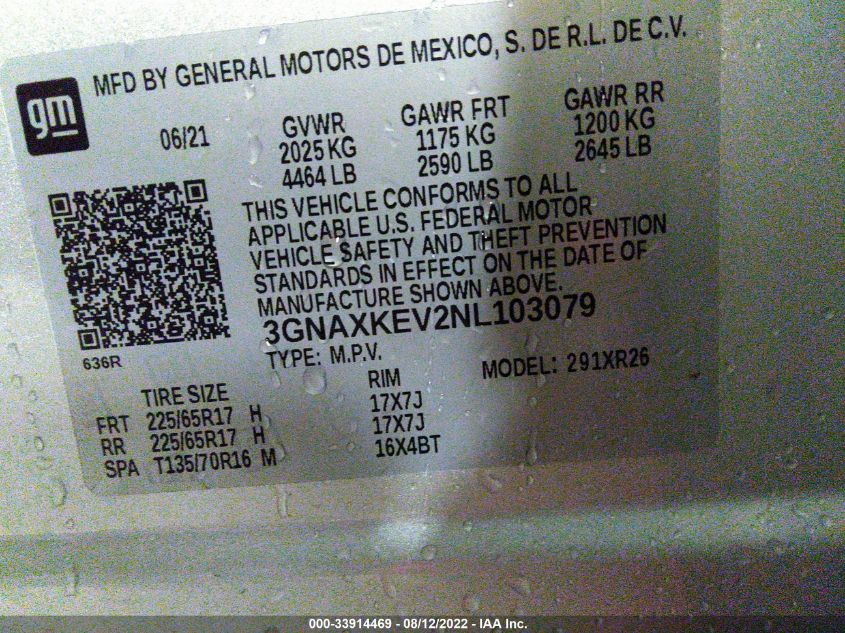 MFD BY GENERAL MOTORS DE MEXICO, S. DE R.L. DE C.V.
gm
06/21 GVWR GAWR FRT GAWR RR
2025 KG 1175 KG 1200 KG
4464 LB 2590 LB 2645 LB
THIS VEHICLE CONFORMS TO ALL
APPLICABLE U.S. FEDERAL MOTOR
VEHICLE SAFETY AND THEFT PREVENTION
STANDARDS IN EFFECT ON THE DATE OF
MANUFACTURE SHOWN ABOVE.
3GNAXKEV2NL103079
636R
TYPE: M.P.V. MODEL: 291XR26
TIRE SIZE RIM
FRT 225/65R17 H 17X7J
RR 225/65R17 H 17X7J
SPA T135/70R16 M 16X4BT
000-33914469 - 08/12/2022 - IAA Inc.